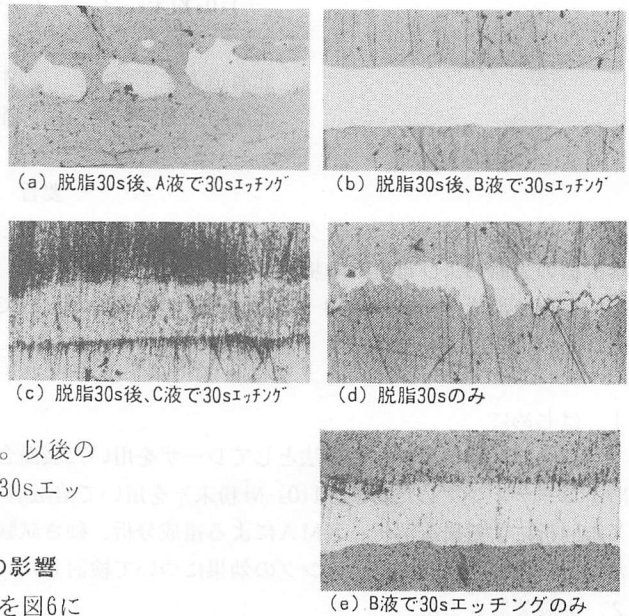 (a) 脱脂30s後、A液で30sエッチング
(b) 脱脂30s後、B液で30sエッチング
(c) 脱脂30s後、C液で30sエッチング
(d) 脱脂30sのみ
。以後の
30sエッ
の影響
を図6に
(e) B液で30sエッチングのみ